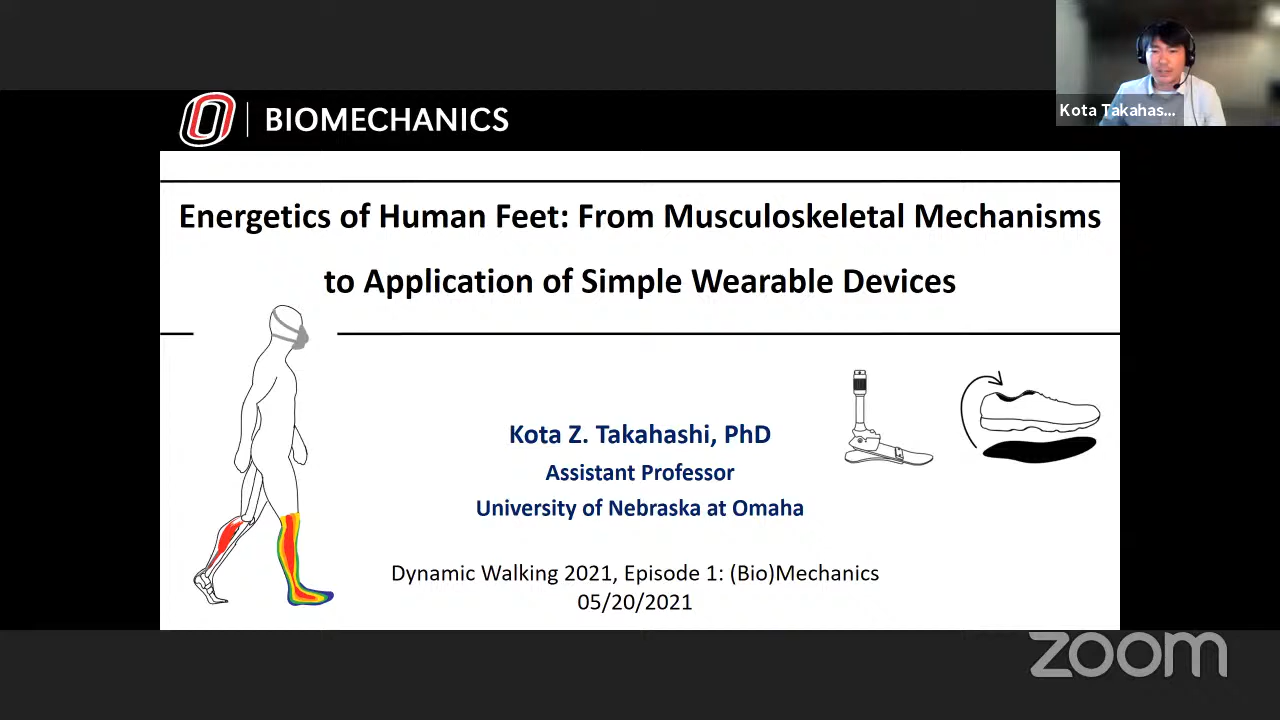 BIOMECHANICS
Kota Takahas...
Energetics of Human Feet: From Musculoskeletal Mechanisms
to Application of Simple Wearable Devices
Kota Z. Takahashi, PhD
Assistant Professor
University of Nebraska at Omaha
Dynamic Walking 2021, Episode 1: (Bio)Mechanics
05/20/2021
zoom